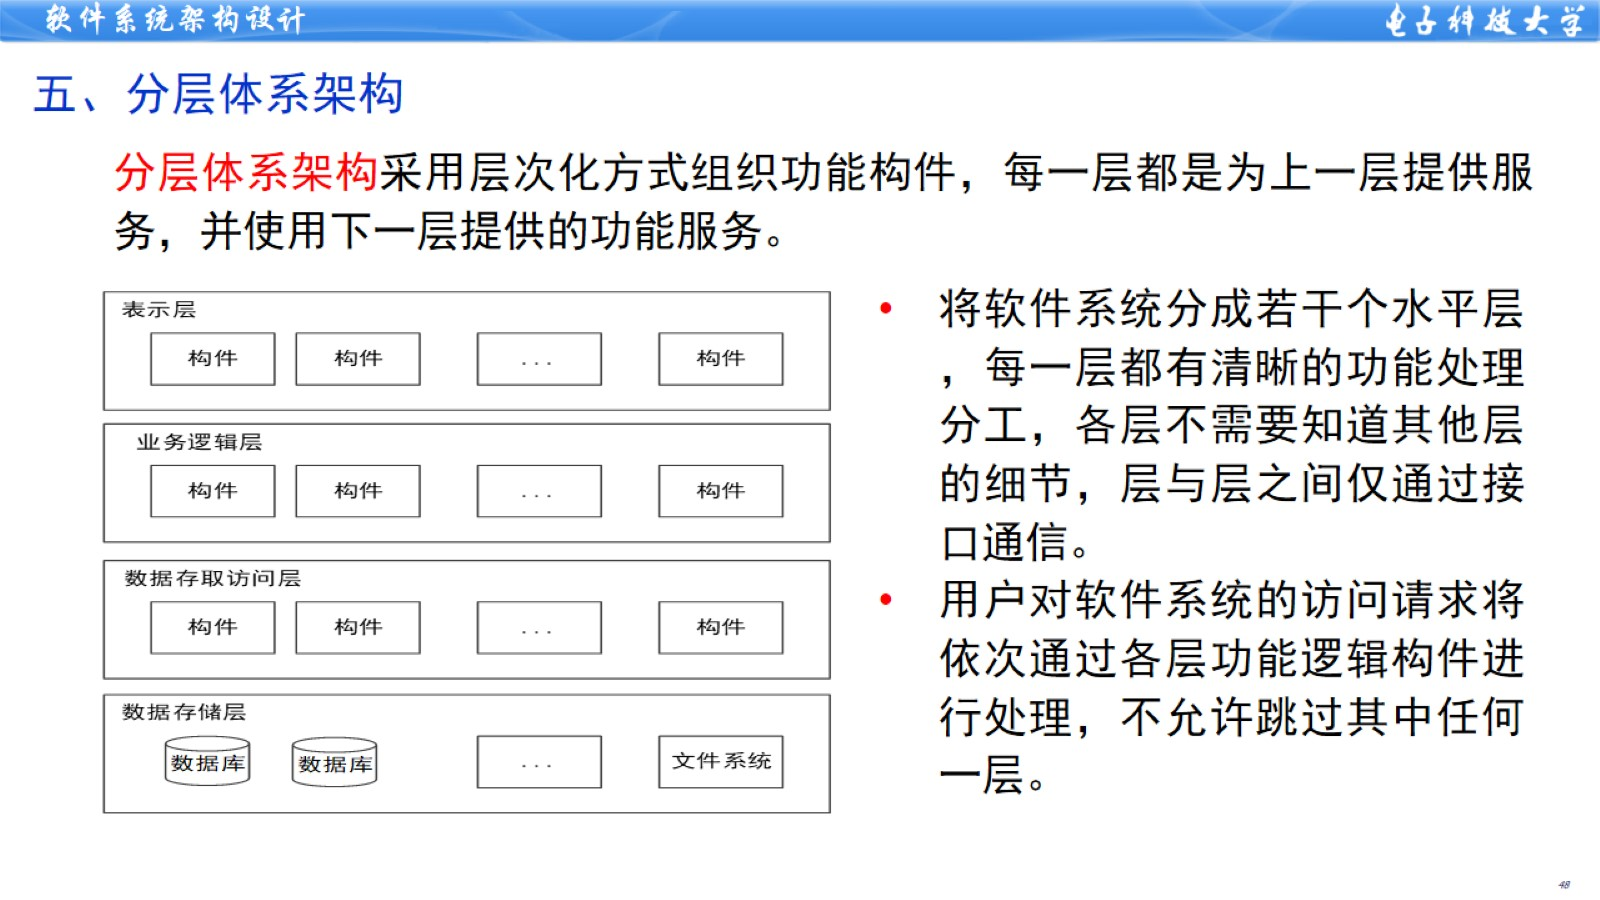 软件系统架构设计
电子科技大学
五、分层体系架构
分层体系架构采用层次化方式组织功能构件，每一层都是为上一层提供服
务，并使用下一层提供的功能服务。
表示层
构件 构件 ... 构件
业务逻辑层
构件 构件 ... 构件
数据存取访问层
构件 构件 ... 构件
数据存储层
数据库 数据库 ... 文件系统
• 将软件系统分成若干个水平层
，每一层都有清晰的功能处理
分工，各层不需要知道其他层
的细节，层与层之间仅通过接
口通信。
• 用户对软件系统的访问请求将
依次通过各层功能逻辑构件进
行处理，不允许跳过其中任何
一层。
48